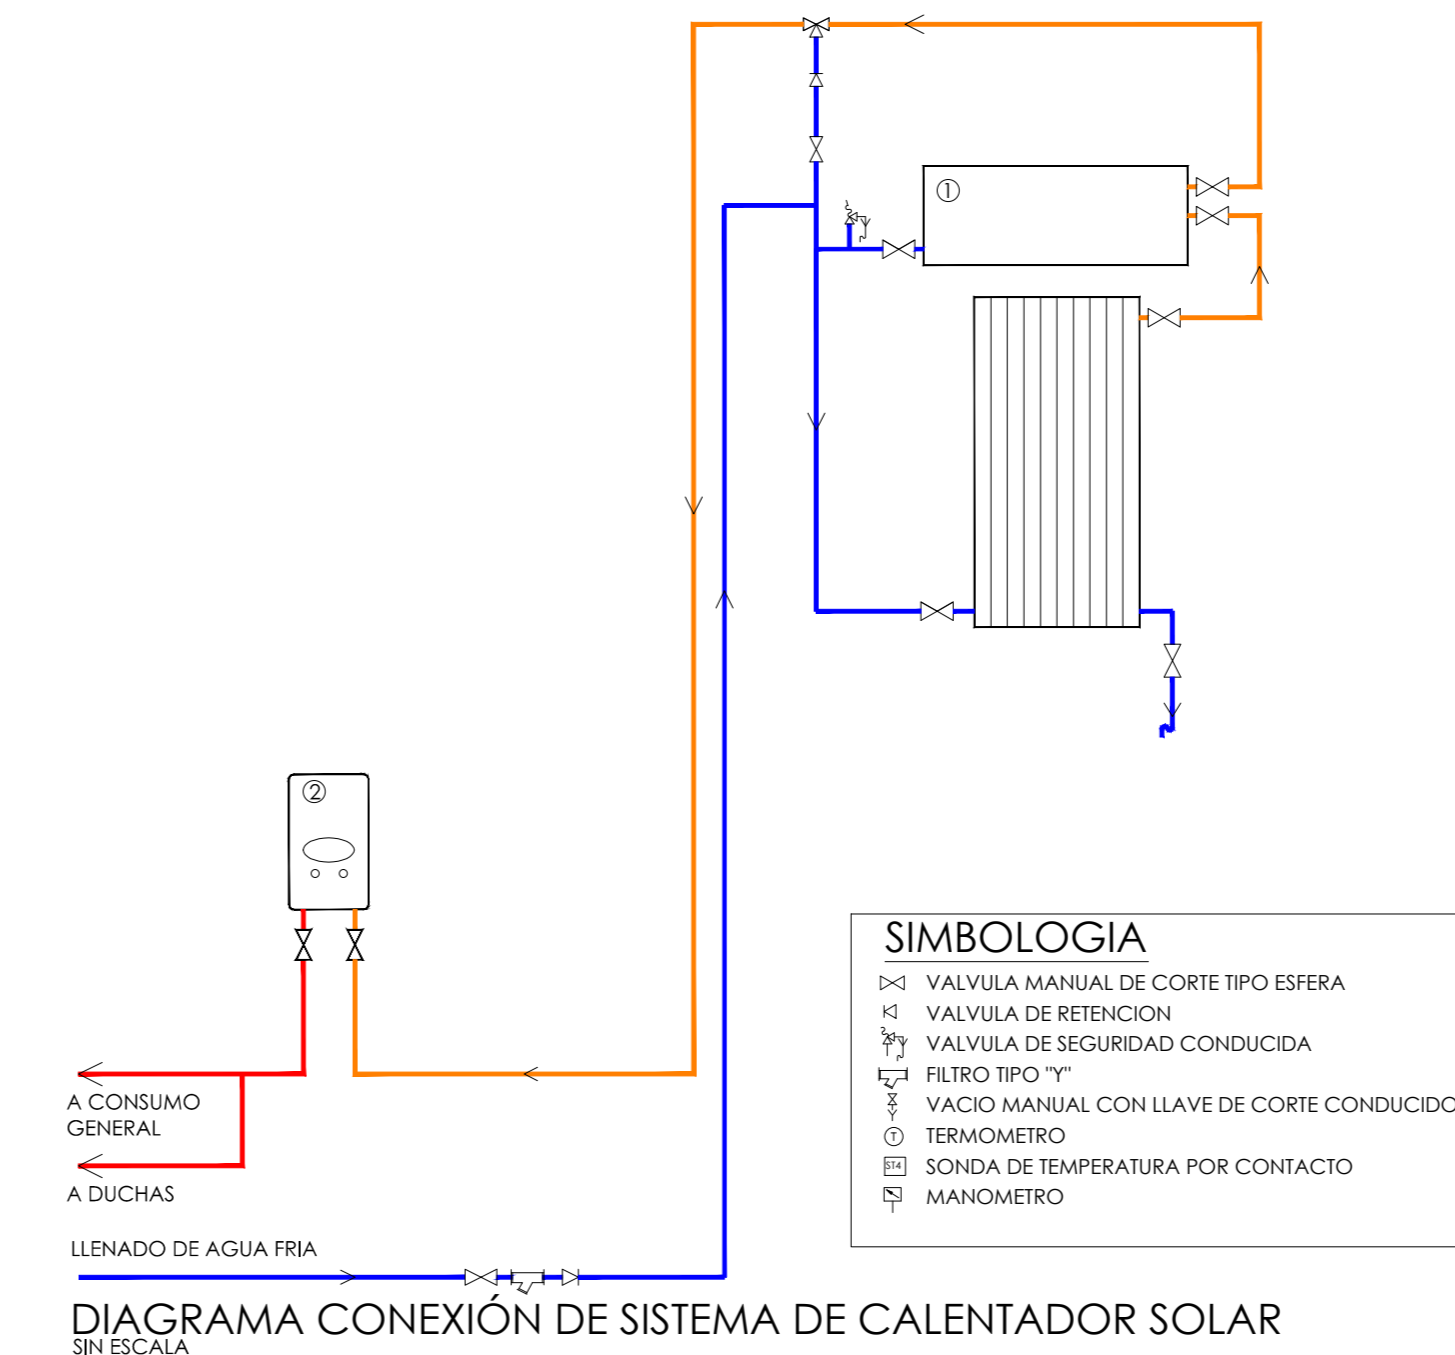 ①
②
A CONSUMO
GENERAL
A DUCHAS
LLENADO DE AGUA FRIA
SIMBOLOGIA
VALVULA MANUAL DE CORTE TIPO ESFERA
VALVULA DE RETENCION
VALVULA DE SEGURIDAD CONDUCIDA
FILTRO TIPO "Y"
VACIO MANUAL CON LLAVE DE CORTE CONDUCIDO
T TERMOMETRO
ST4 SONDA DE TEMPERATURA POR CONTACTO
MANOMETRO
DIAGRAMA CONEXIÓN DE SISTEMA DE CALENTADOR SOLAR
SIN ESCALA